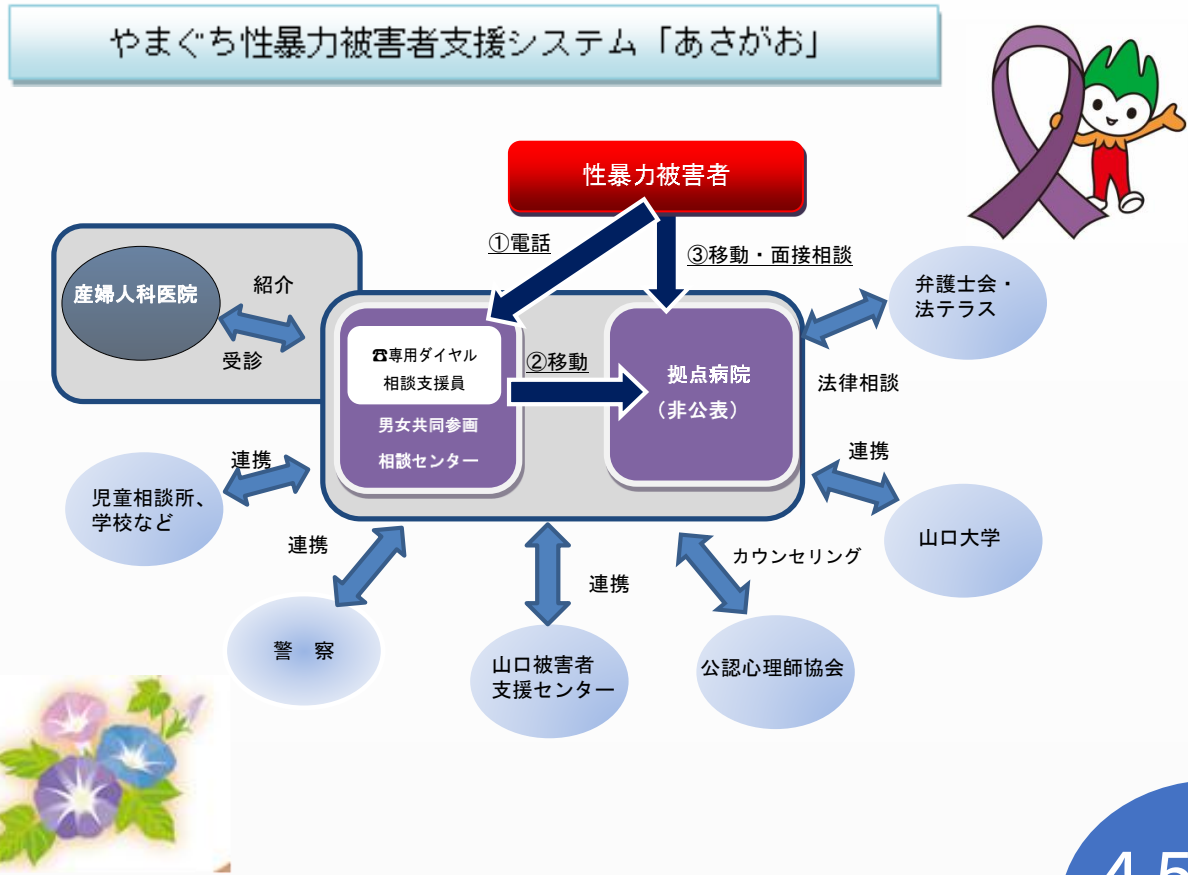 やまぐち性暴力被害者支援システム「あさがお」
性暴力被害者
①電話
③移動・面接相談
産婦人科医院
紹介
受診
☎専用ダイヤル
相談支援員
男女共同参画
相談センター
②移動
拠点病院
（非公表）
弁護士会・
法テラス
法律相談
連携
児童相談所、
学校など
連携
山口大学
連携
警　察
連携
山口被害者
支援センター
カウンセリング
公認心理師協会
45